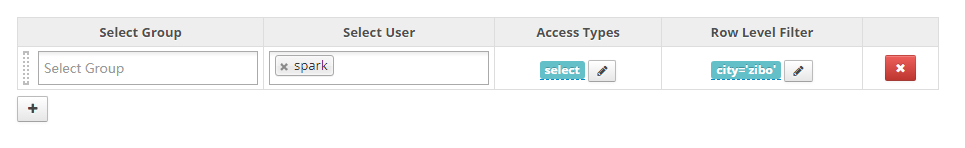 Select Group Select User Access Types Row Level Filter
Select Group × spark select city='zibo'